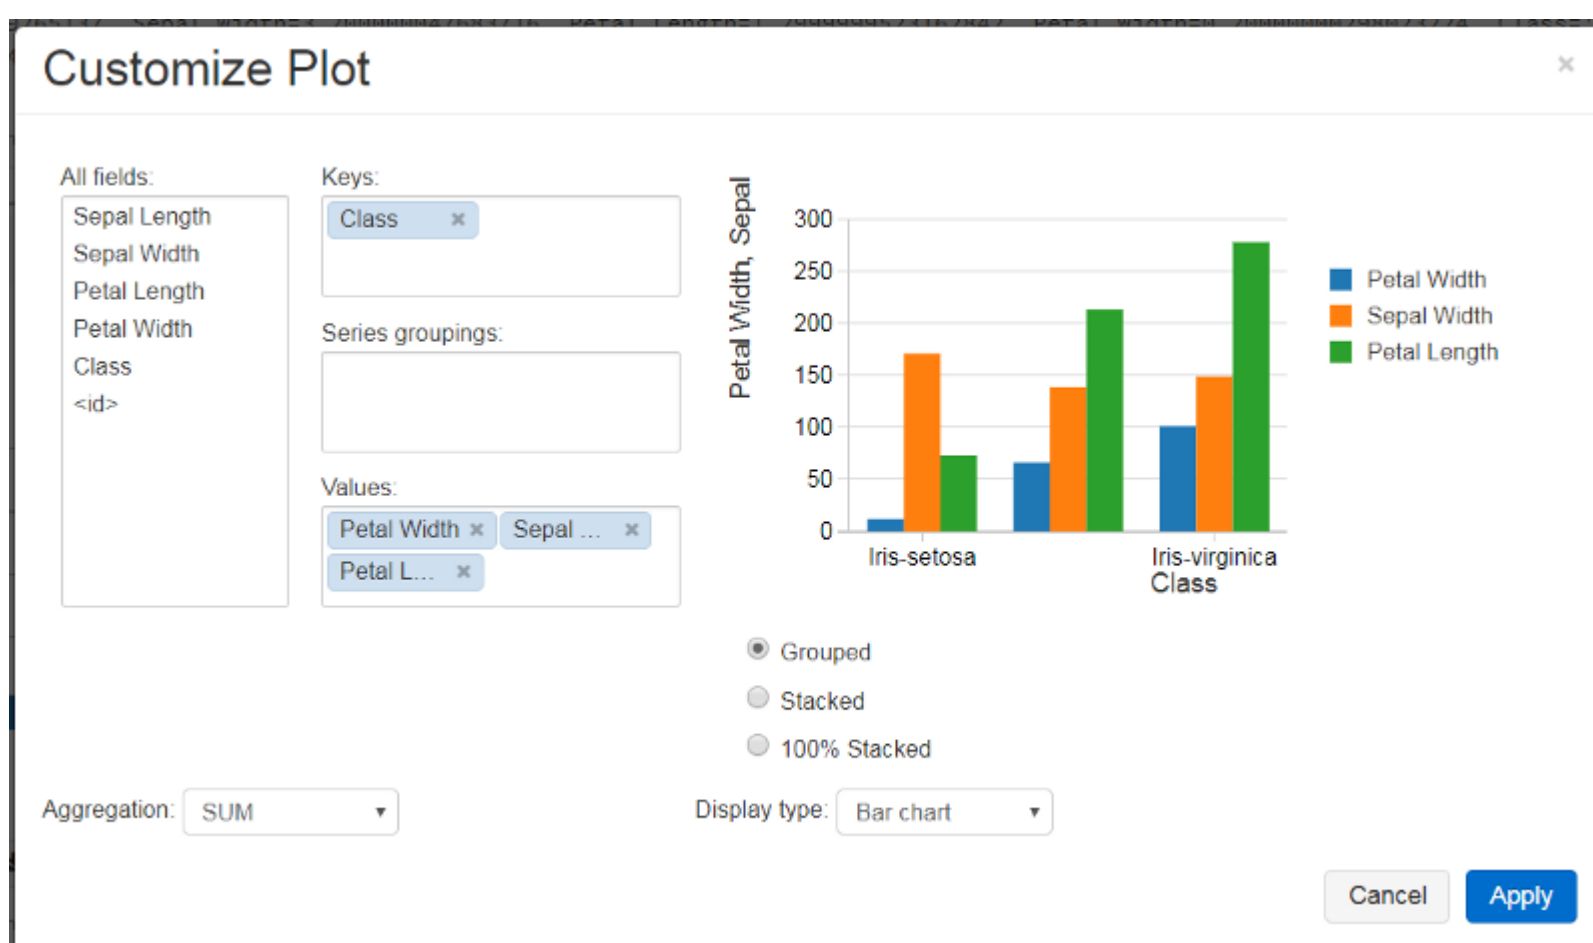 Customize Plot
×
All fields:
Sepal Length
Sepal Width
Petal Length
Petal Width
Class
<id>
Keys:
Class ×
Series groupings:
Values:
Petal Width × Sepal ... ×
Petal L... ×
Petal Width, Sepal
300
250
200
150
100
50
0
Iris-setosa
Iris-virginica
Class
Petal Width
Sepal Width
Petal Length
Grouped
Stacked
100% Stacked
Aggregation: SUM
Display type: Bar chart
Cancel
Apply